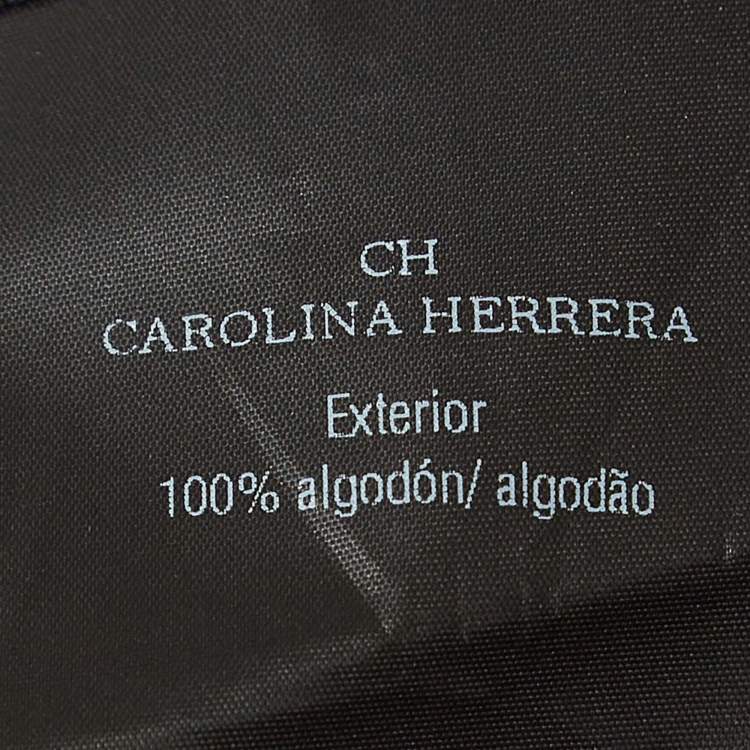 CH
CAROLINA HERRERA
Exterior
100% algodón/ algodão